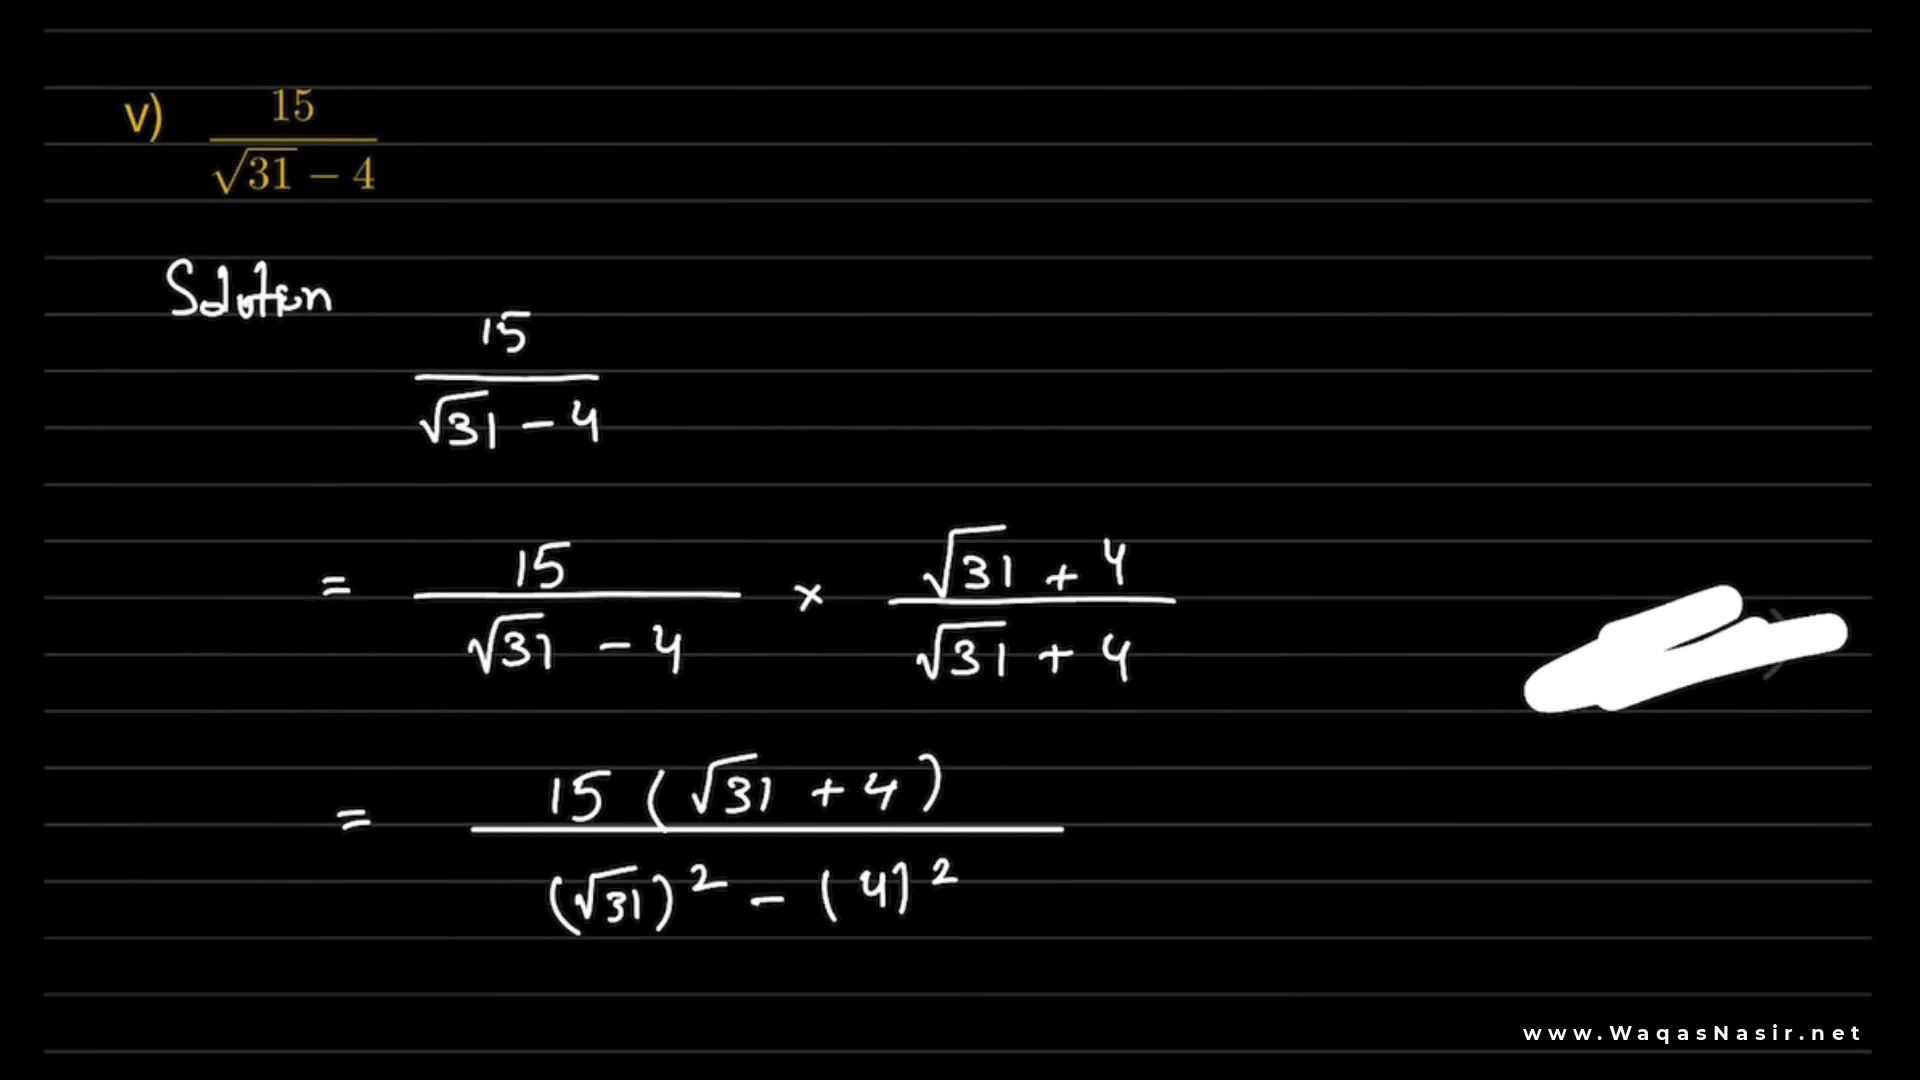 v) 15 / (√31 − 4)
Solution
15 / (√31 − 4)
= 15 / (√31 − 4) × (√31 + 4) / (√31 + 4)
= 15 (√31 + 4) / ((√31)² − (4)²)
www.WaqasNasir.net